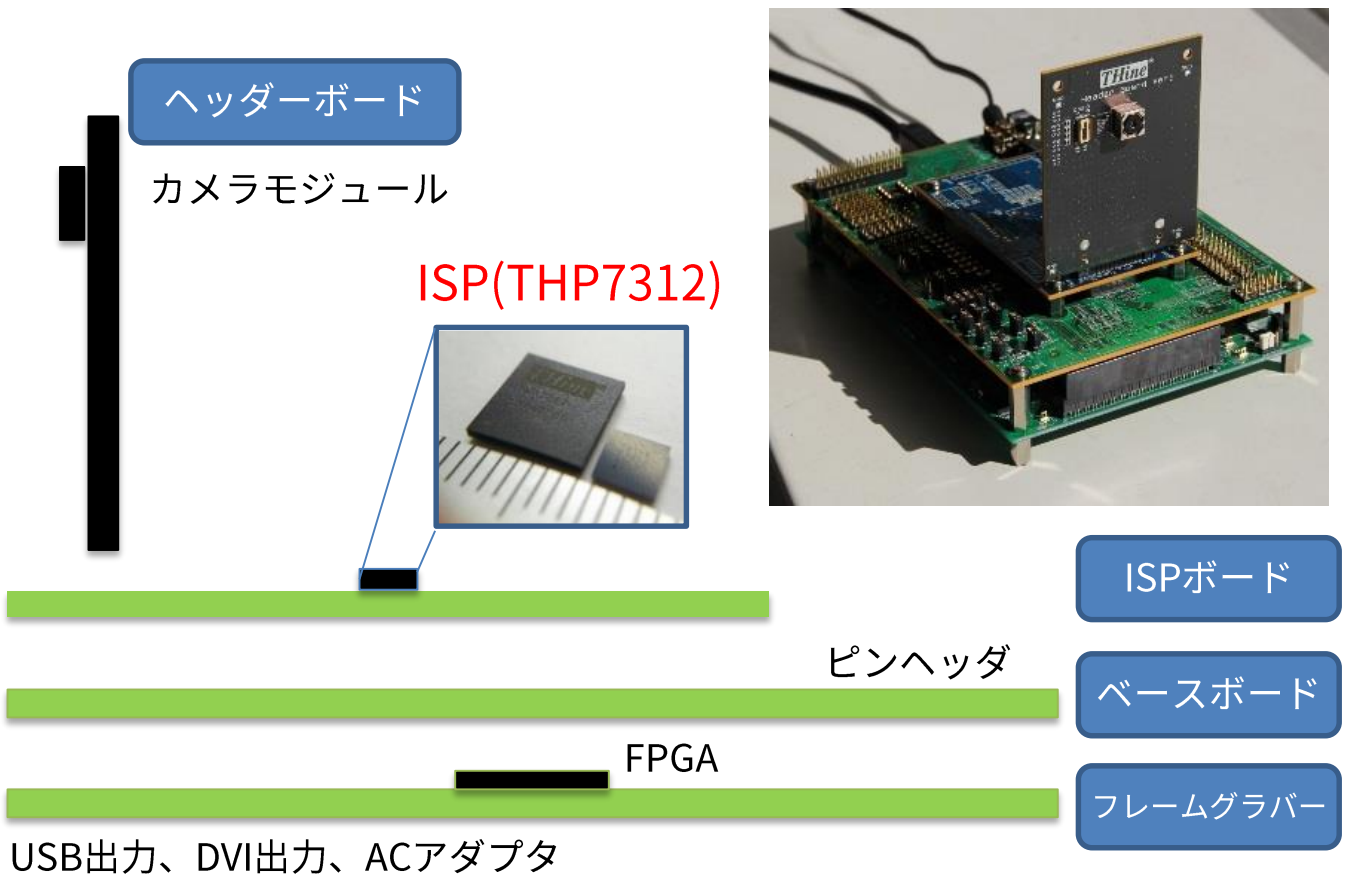 ヘッダーボード
カメラモジュール
THine
Header Board
ISP(THP7312)
THine
ISPボード
ピンヘッダ
ベースボード
FPGA
フレームグラバー
USB出力、DVI出力、ACアダプタ